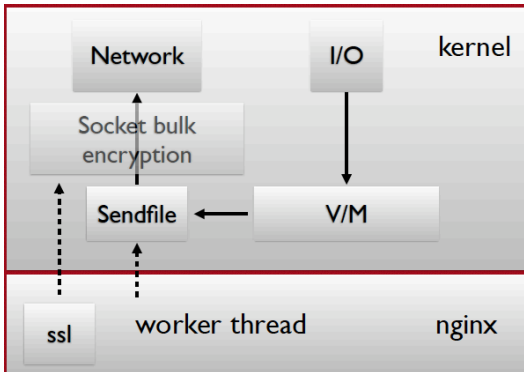 Network
I/O
kernel
Socket bulk
encryption
Sendfile
V/M
ssl
worker thread
nginx